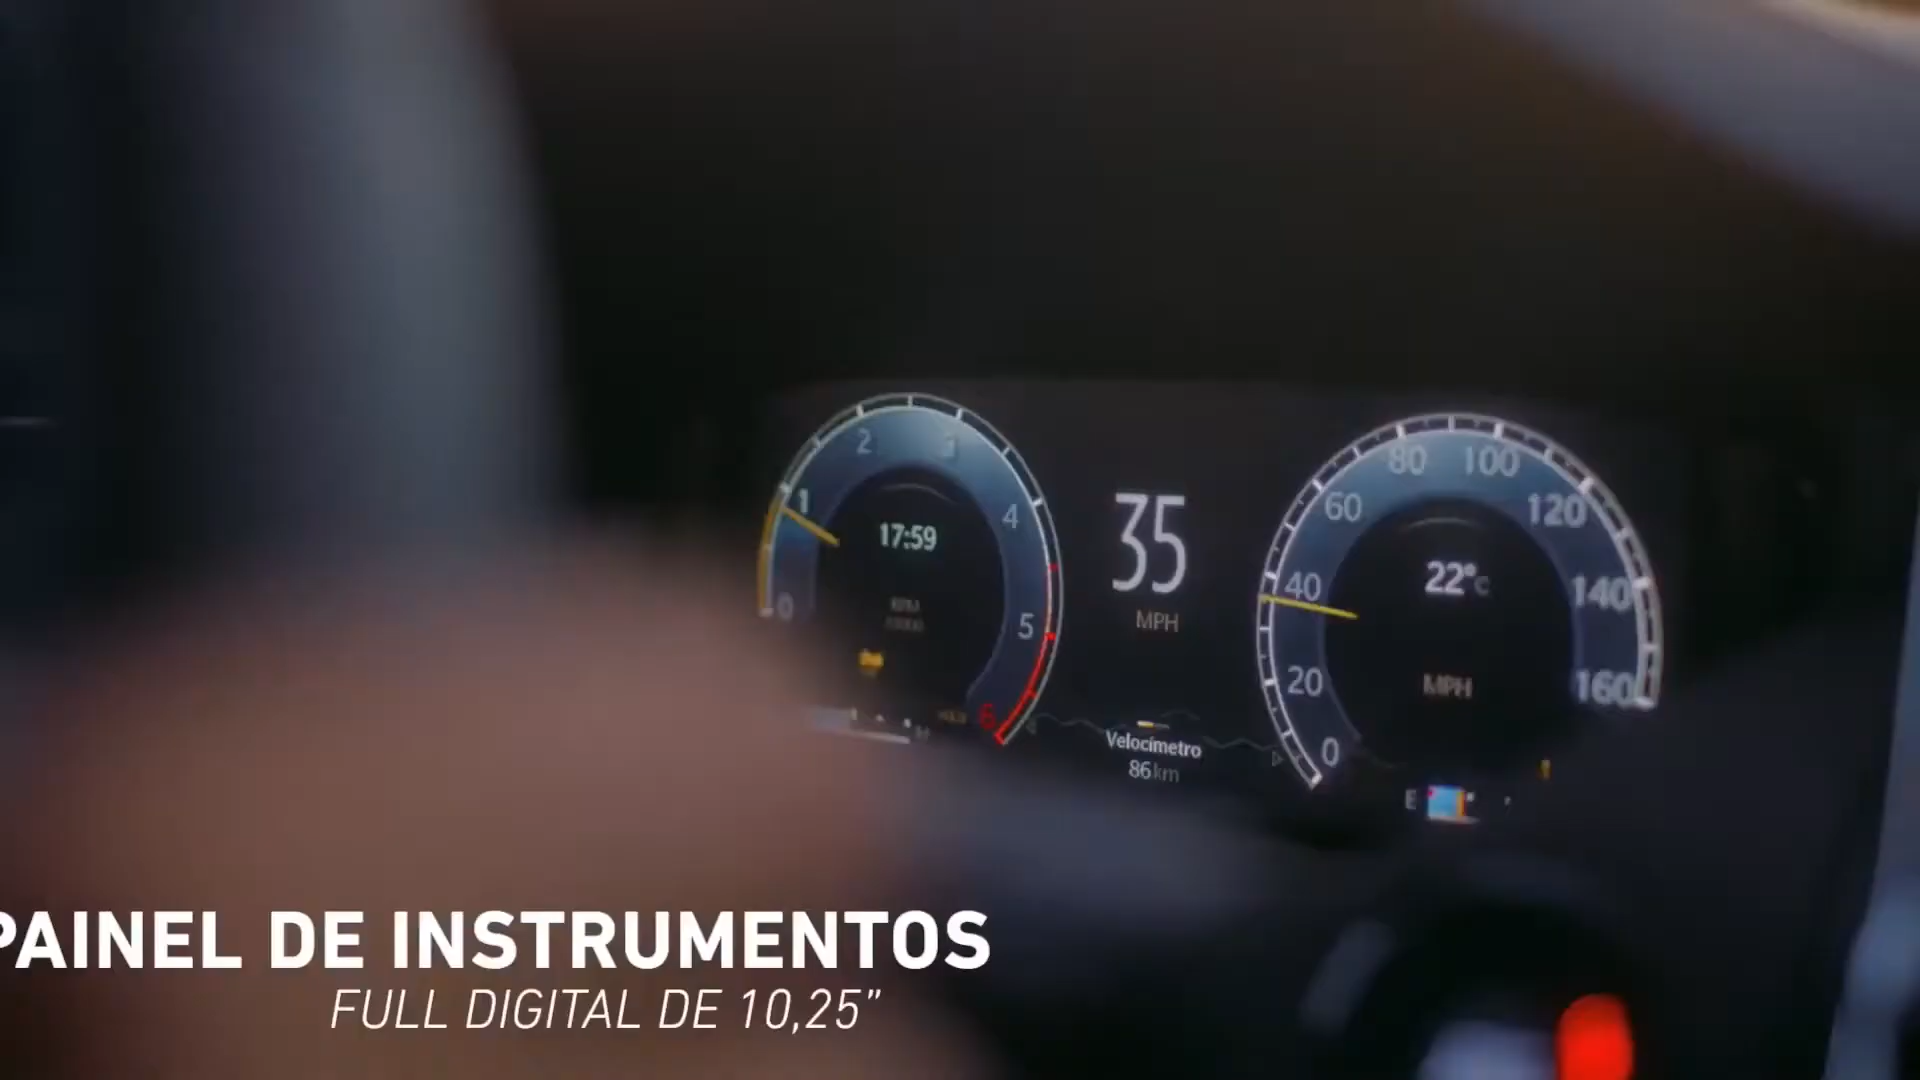 2
3
1
4
17:59
0
5
6
35
MPH
Velocímetro
86km
80
100
60
120
22°C
40
140
MPH
20
160
0
E
PAINEL DE INSTRUMENTOS
FULL DIGITAL DE 10,25”